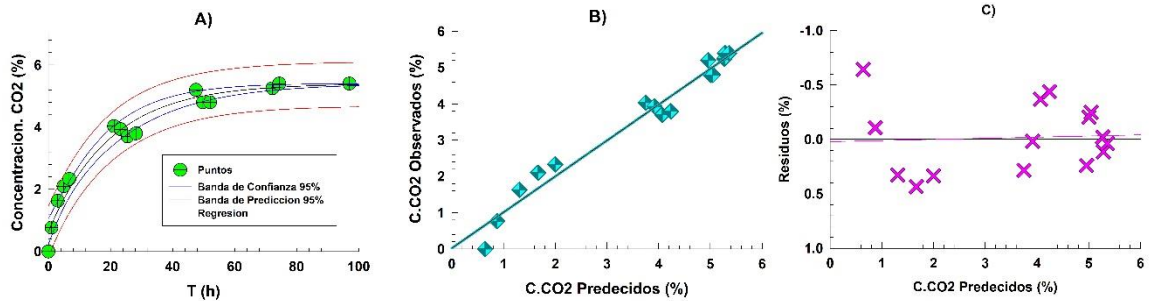 A)
Concentracion. CO2 (%)
6
4
2
0
Puntos
Banda de Confianza 95%
Banda de Prediccion 95%
Regresion
0 20 40 60 80 100
T (h)
B)
C.CO2 Observados (%)
6
5
4
3
2
1
0
0 1 2 3 4 5 6
C.CO2 Predecidos (%)
C)
Residuos (%)
-1.0
-0.5
0.0
0.5
1.0
0 1 2 3 4 5 6
C.CO2 Predecidos (%)